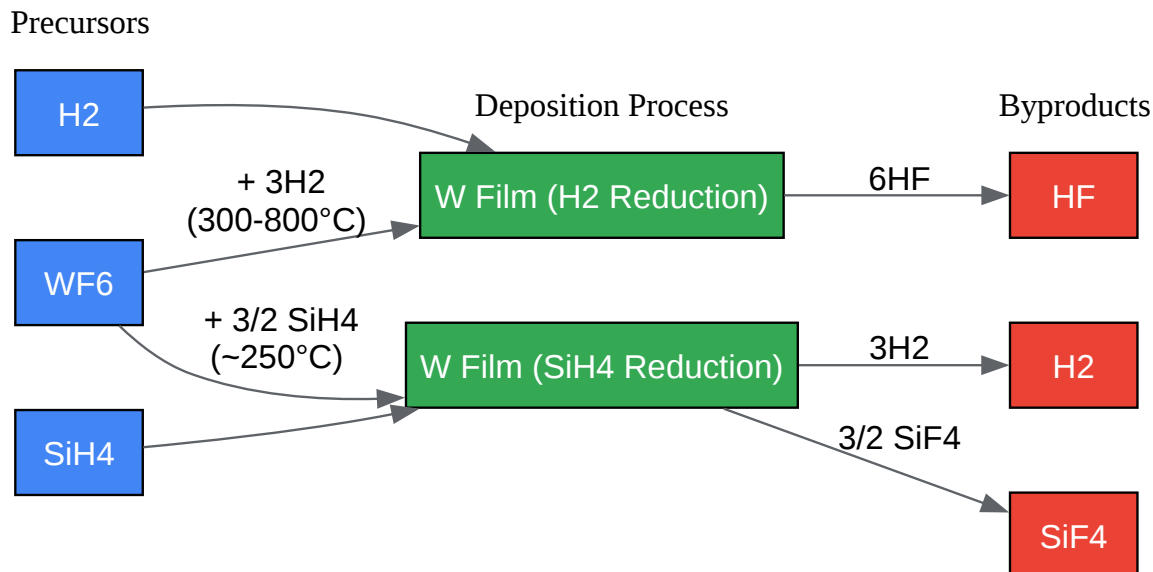 Precursors
H2
Deposition Process
Byproducts
+ 3H2
(300-800°C)
W Film (H2 Reduction)
6HF
HF
WF6
+ 3/2 SiH4
(~250°C)
W Film (SiH4 Reduction)
3H2
H2
SiH4
3/2 SiF4
SiF4